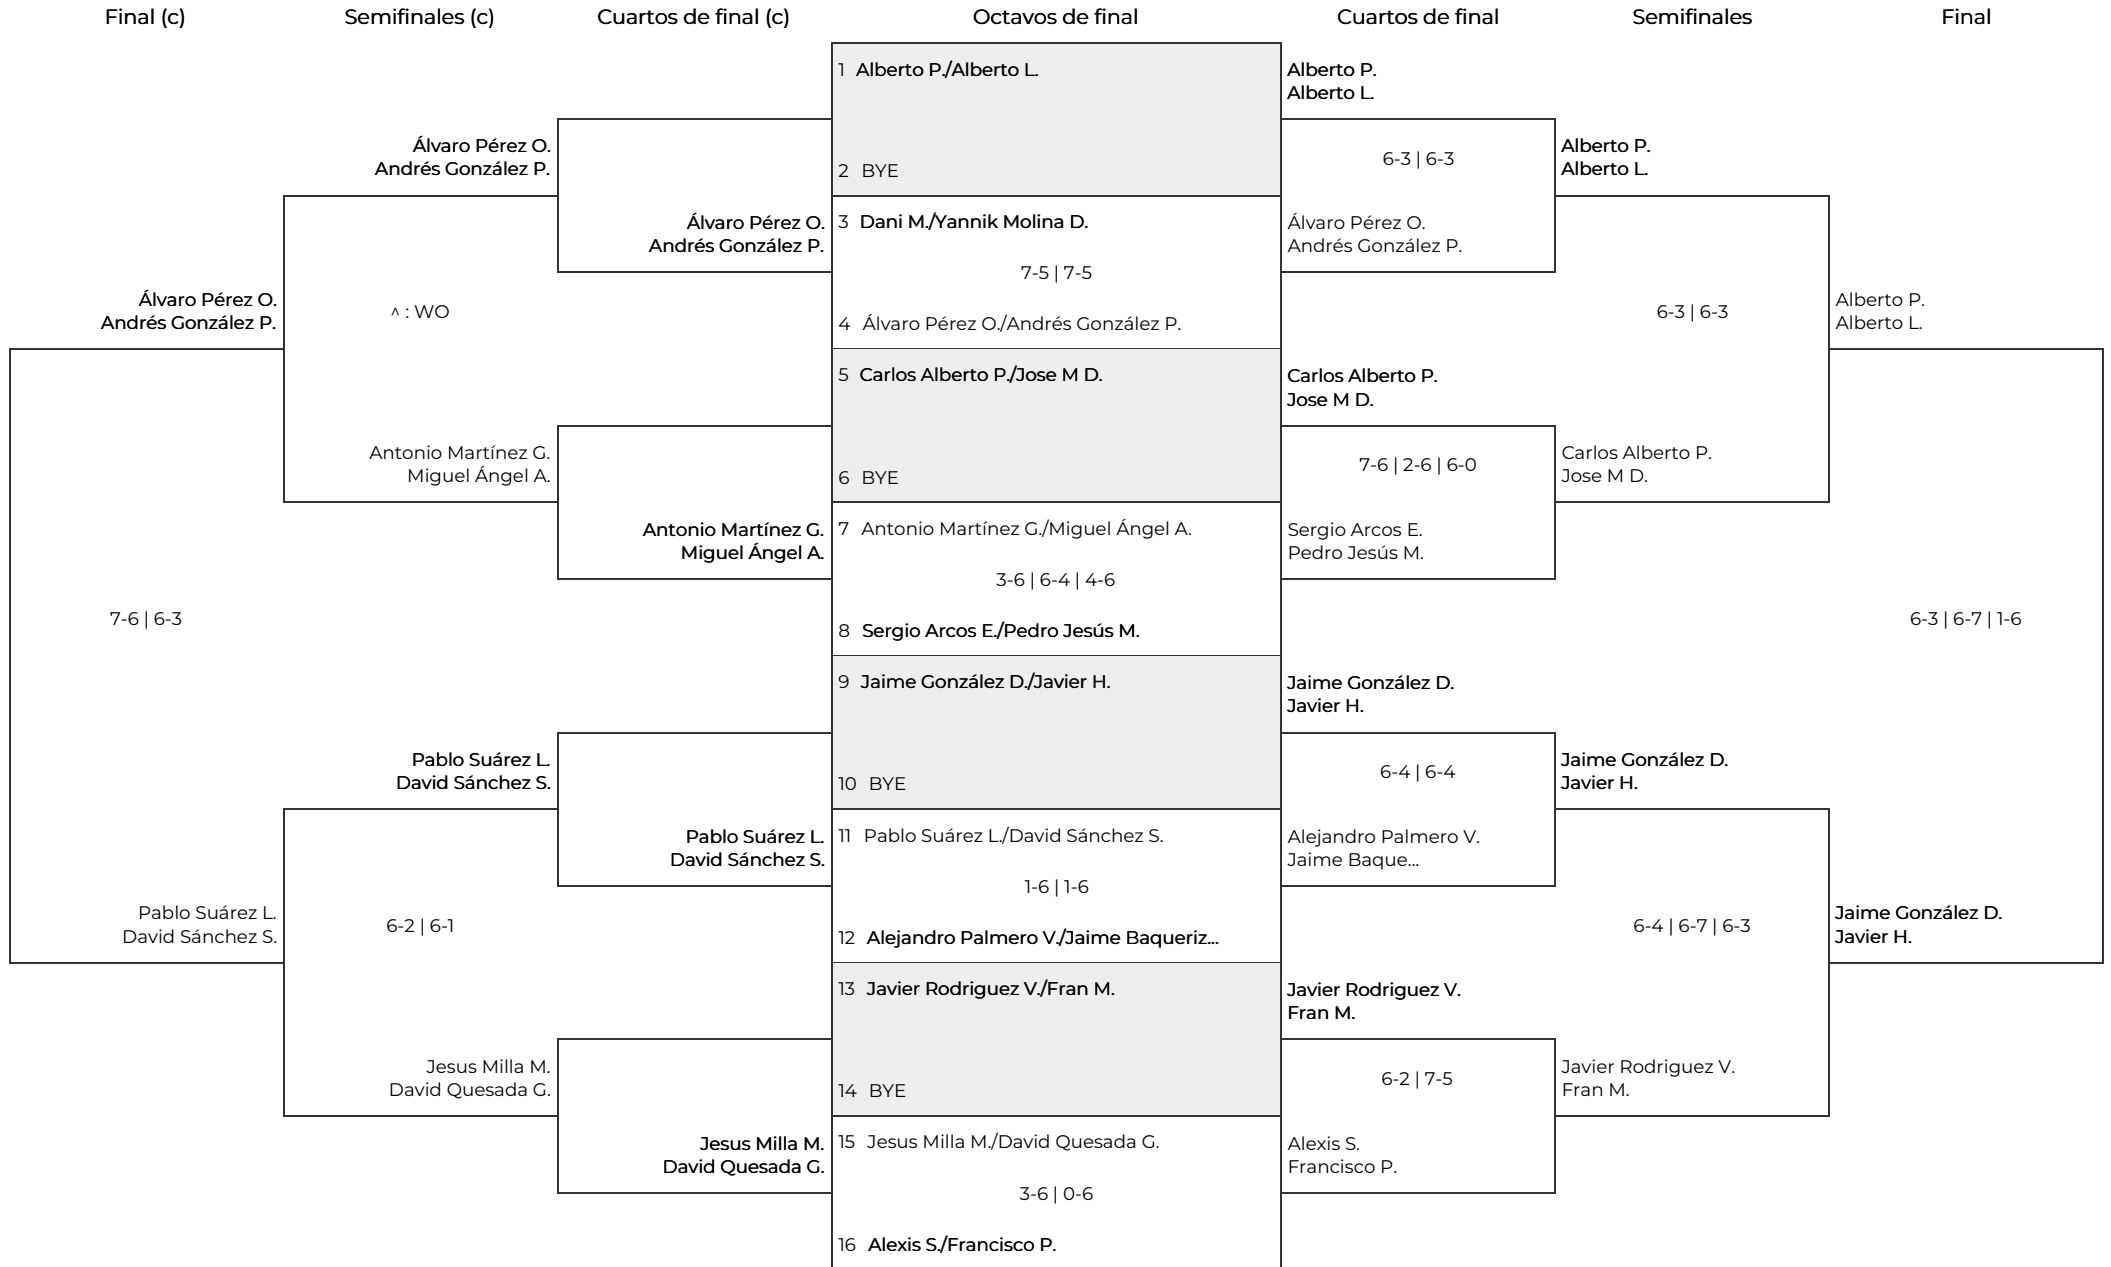 Final (c)
Semifinales (c)
Cuartos de final (c)
Octavos de final
Cuartos de final
Semifinales
Final
Álvaro Pérez O.
Andrés González P.
7-6 | 6-3
Pablo Suárez L.
David Sánchez S.
Álvaro Pérez O.
Andrés González P.
^ : WO
Antonio Martínez G.
Miguel Ángel A.
Pablo Suárez L.
David Sánchez S.
6-2 | 6-1
Jesus Milla M.
David Quesada G.
Álvaro Pérez O.
Andrés González P.
Antonio Martínez G.
Miguel Ángel A.
Pablo Suárez L.
David Sánchez S.
Jesus Milla M.
David Quesada G.
1 Alberto P./Alberto L.
2 BYE
3 Dani M./Yannik Molina D.
7-5 | 7-5
4 Álvaro Pérez O./Andrés González P.
5 Carlos Alberto P./Jose M D.
6 BYE
7 Antonio Martínez G./Miguel Ángel A.
3-6 | 6-4 | 4-6
8 Sergio Arcos E./Pedro Jesús M.
9 Jaime González D./Javier H.
10 BYE
11 Pablo Suárez L./David Sánchez S.
1-6 | 1-6
12 Alejandro Palmero V./Jaime Baqueriz...
13 Javier Rodriguez V./Fran M.
14 BYE
15 Jesus Milla M./David Quesada G.
3-6 | 0-6
16 Alexis S./Francisco P.
Alberto P.
Alberto L.
6-3 | 6-3
Álvaro Pérez O.
Andrés González P.
Carlos Alberto P.
Jose M D.
7-6 | 2-6 | 6-0
Sergio Arcos E.
Pedro Jesús M.
Jaime González D.
Javier H.
6-4 | 6-4
Alejandro Palmero V.
Jaime Baque...
Javier Rodriguez V.
Fran M.
6-2 | 7-5
Alexis S.
Francisco P.
Alberto P.
Alberto L.
6-3 | 6-3
Carlos Alberto P.
Jose M D.
Jaime González D.
Javier H.
6-4 | 6-7 | 6-3
Javier Rodriguez V.
Fran M.
Alberto P.
Alberto L.
6-3 | 6-7 | 1-6
Jaime González D.
Javier H.